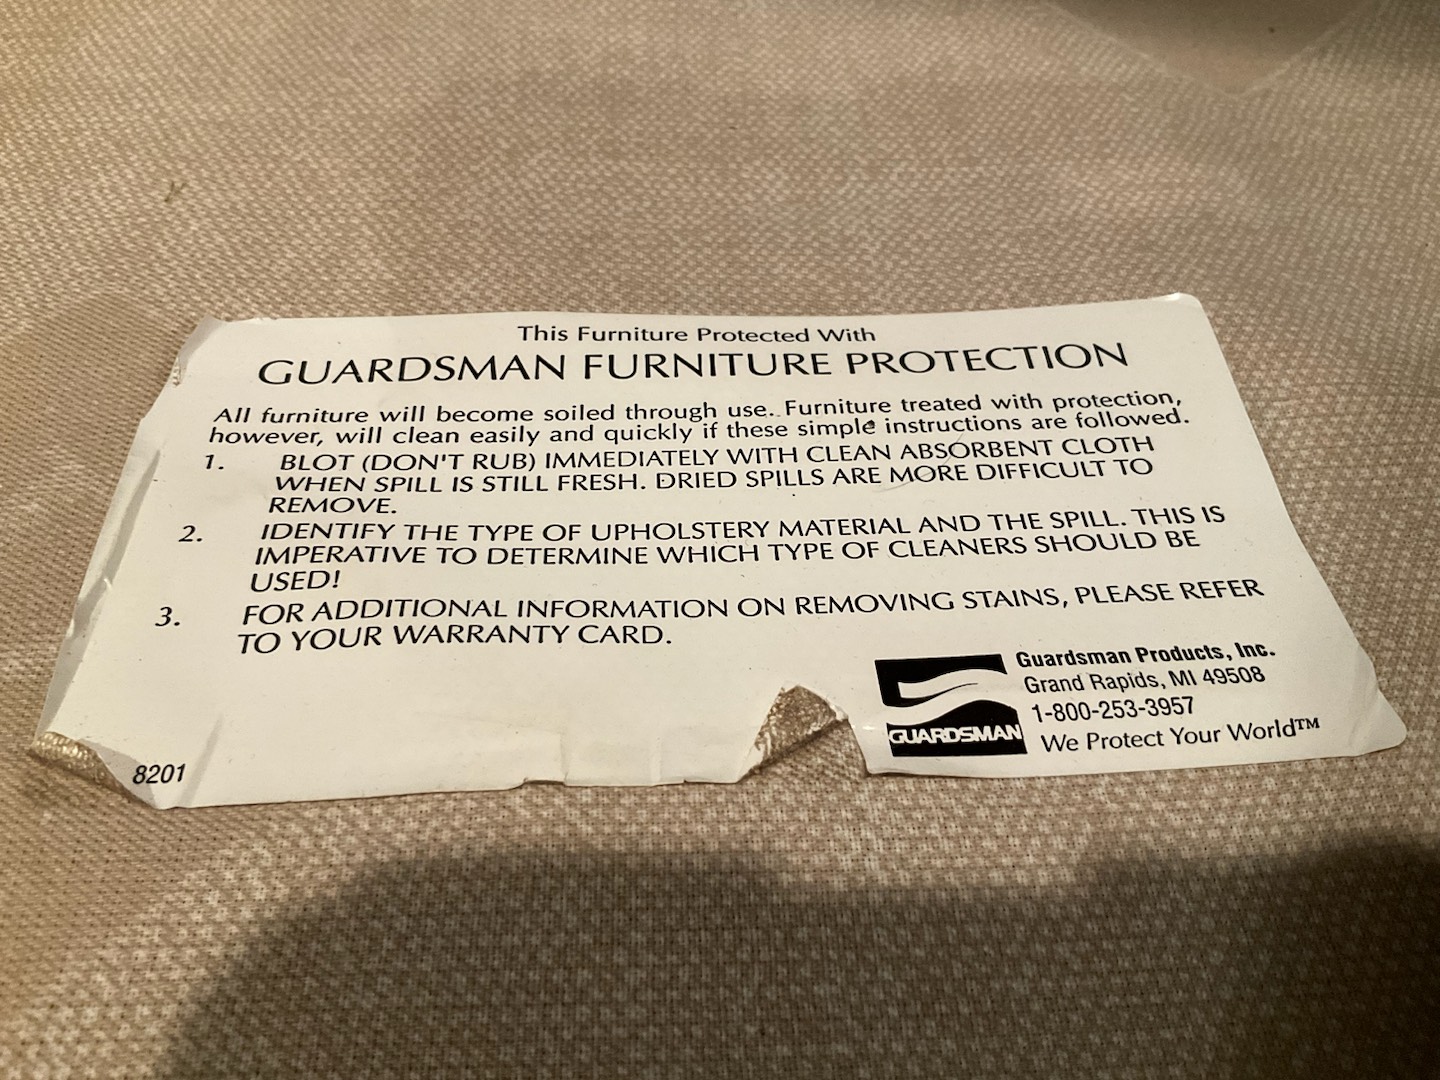 This Furniture Protected With
GUARDSMAN FURNITURE PROTECTION
All furniture will become soiled through use. Furniture treated with protection,
however, will clean easily and quickly if these simple instructions are followed.
1. BLOT (DON'T RUB) IMMEDIATELY WITH CLEAN ABSORBENT CLOTH
WHEN SPILL IS STILL FRESH. DRIED SPILLS ARE MORE DIFFICULT TO
REMOVE.
2. IDENTIFY THE TYPE OF UPHOLSTERY MATERIAL AND THE SPILL. THIS IS
IMPERATIVE TO DETERMINE WHICH TYPE OF CLEANERS SHOULD BE
USED!
3. FOR ADDITIONAL INFORMATION ON REMOVING STAINS, PLEASE REFER
TO YOUR WARRANTY CARD.
GUARDSMAN
Guardsman Products, Inc.
Grand Rapids, MI 49508
1-800-253-3957
We Protect Your World™
8201